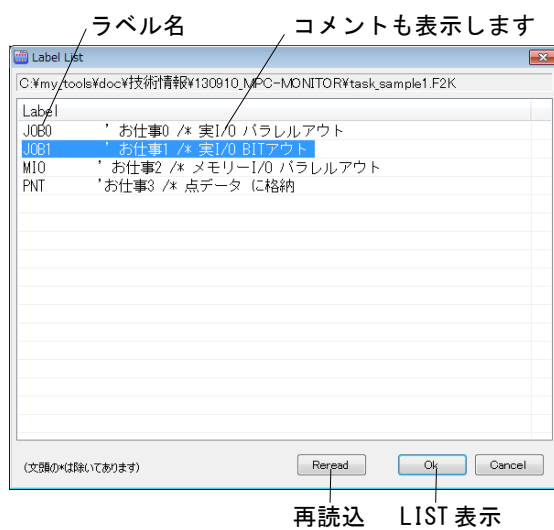 ラベル名 コメントも表示します
Label List
C:¥my_tools¥doc¥技術情報¥130910_MPC-MONITOR¥task_sample1.F2K
Label
JOB0 ' お仕事0 /* 実I/O パラレルアウト
JOB1 ' お仕事1 /* 実I/O BITアウト
MIO ' お仕事2 /* メモリーI/O パラレルアウト
PNT 'お仕事3 /* 点データ に格納
(文頭の*は除いてあります) Reread Ok Cancel
再読込 LIST 表示